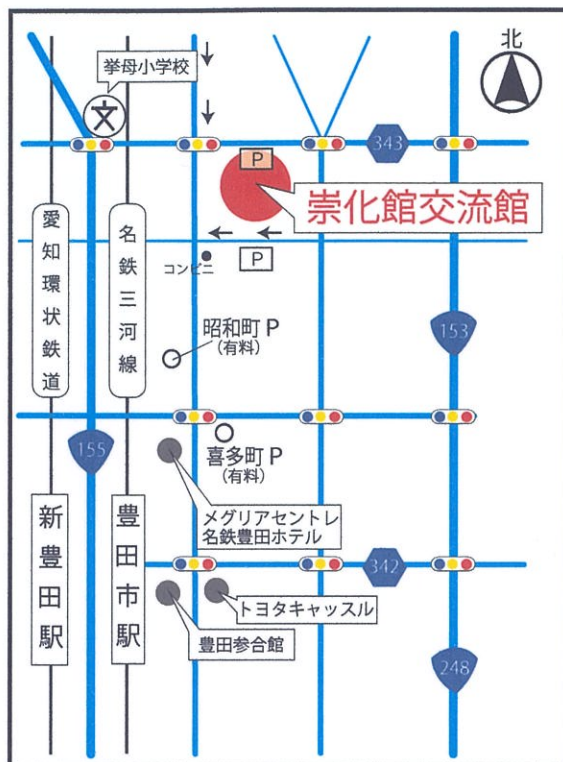 北
挙母小学校
文
P
343
崇化館交流館
愛知環状鉄道
名鉄三河線
P
コンビニ
昭和町 P
(有料)
153
155
喜多町 P
(有料)
メグリアセントレ
名鉄豊田ホテル
新豊田駅
豊田市駅
342
トヨタキャッスル
豊田参合館
248